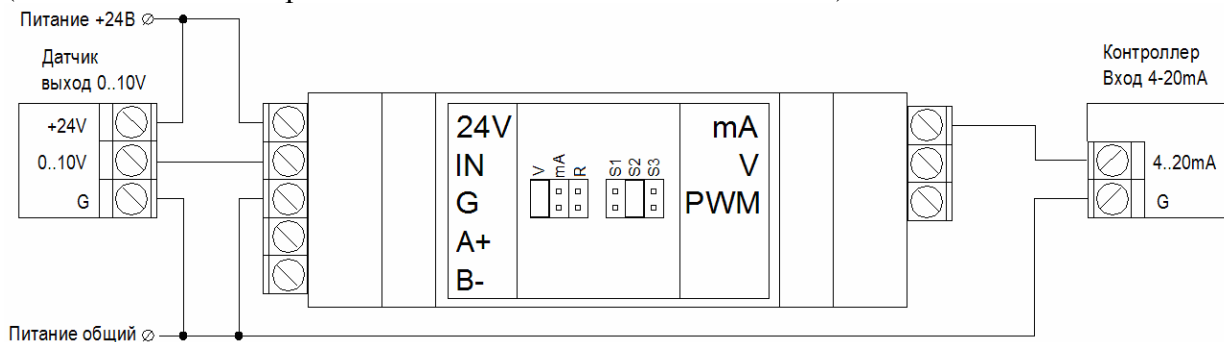 Питание +24В
Датчик
выход 0..10V
+24V
0..10V
G
24V
IN
G
A+
B-
V
mA
R
S1
S2
S3
mA
V
PWM
Контроллер
Вход 4-20mA
4..20mA
G
Питание общий